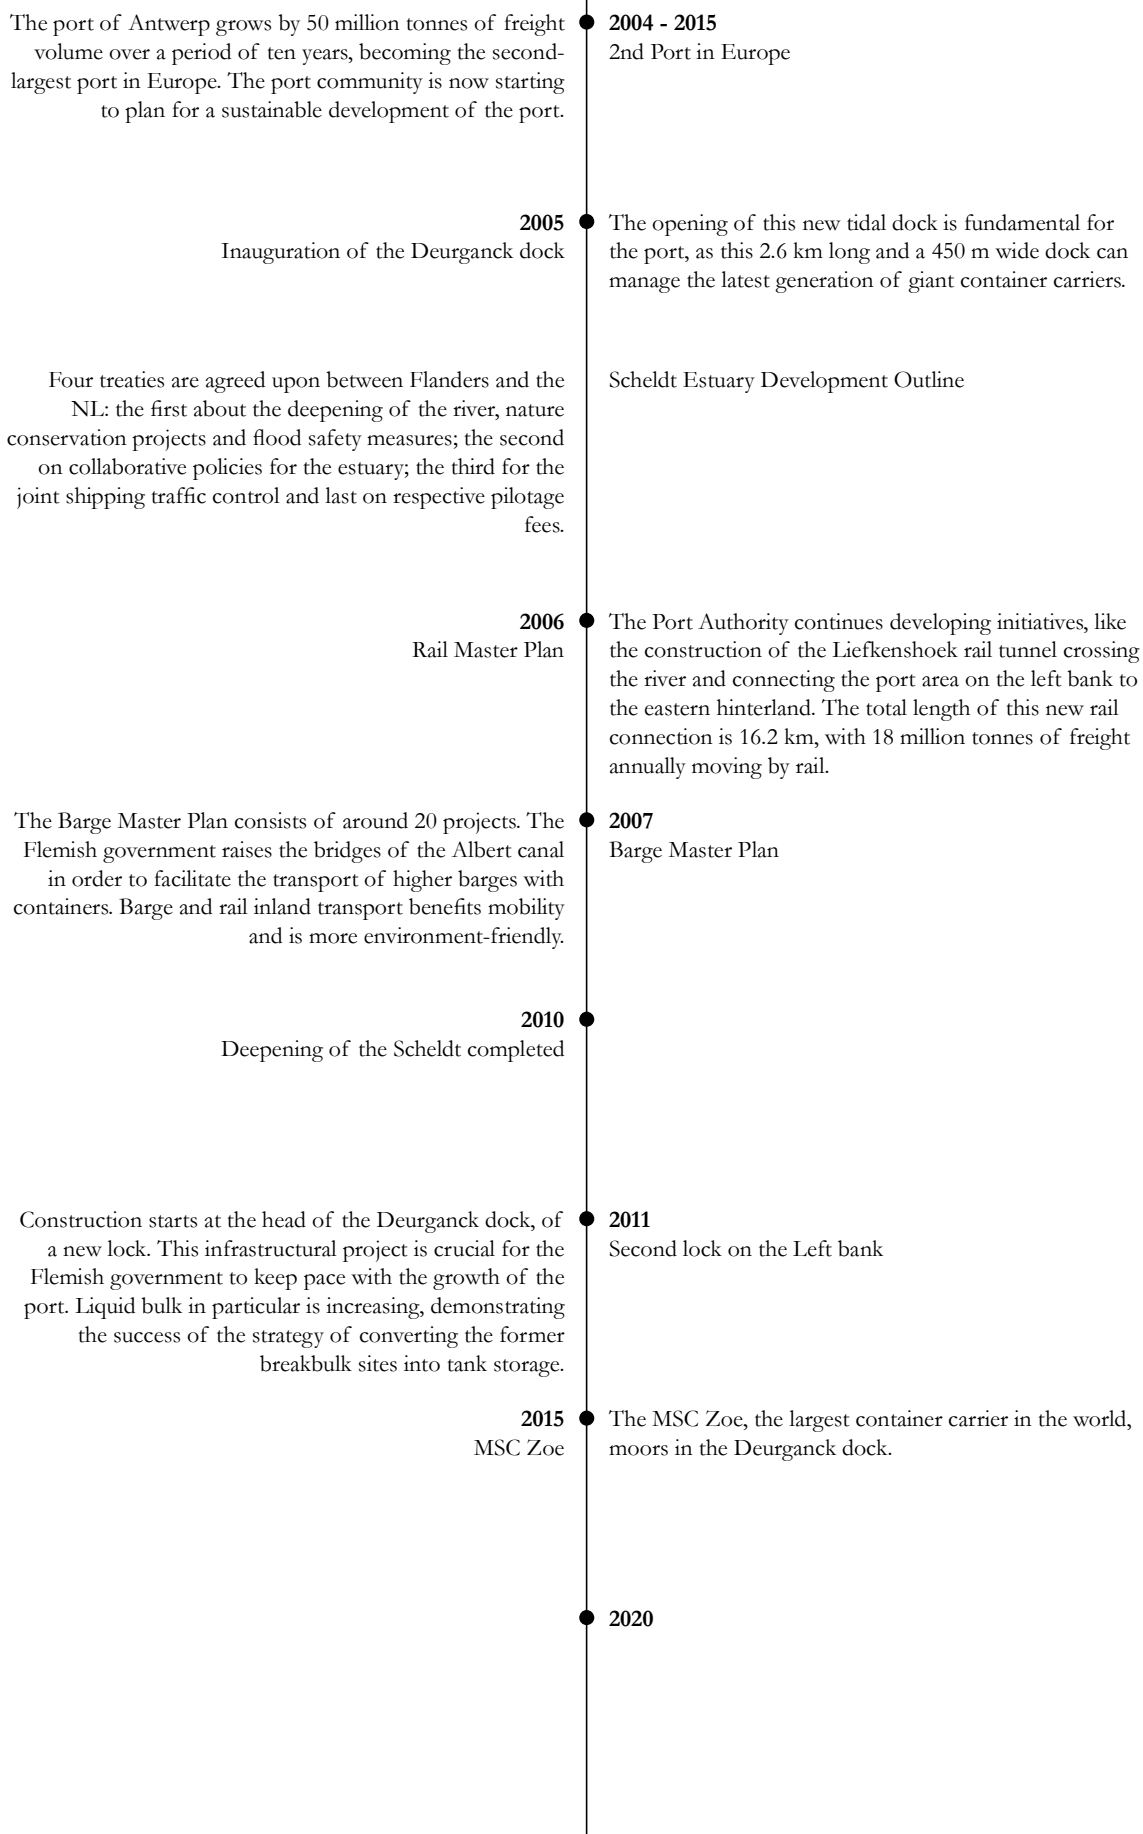 The port of Antwerp grows by 50 million tonnes of freight
volume over a period of ten years, becoming the second-
largest port in Europe. The port community is now starting
to plan for a sustainable development of the port.
2004 - 2015
2nd Port in Europe
2005
Inauguration of the Deurganck dock
The opening of this new tidal dock is fundamental for
the port, as this 2.6 km long and a 450 m wide dock can
manage the latest generation of giant container carriers.
Four treaties are agreed upon between Flanders and the
NL: the first about the deepening of the river, nature
conservation projects and flood safety measures; the second
on collaborative policies for the estuary; the third for the
joint shipping traffic control and last on respective pilotage
fees.
Scheldt Estuary Development Outline
2006
Rail Master Plan
The Port Authority continues developing initiatives, like
the construction of the Liefkenshoek rail tunnel crossing
the river and connecting the port area on the left bank to
the eastern hinterland. The total length of this new rail
connection is 16.2 km, with 18 million tonnes of freight
annually moving by rail.
The Barge Master Plan consists of around 20 projects. The
Flemish government raises the bridges of the Albert canal
in order to facilitate the transport of higher barges with
containers. Barge and rail inland transport benefits mobility
and is more environment-friendly.
2007
Barge Master Plan
2010
Deepening of the Scheldt completed
Construction starts at the head of the Deurganck dock, of
a new lock. This infrastructural project is crucial for the
Flemish government to keep pace with the growth of the
port. Liquid bulk in particular is increasing, demonstrating
the success of the strategy of converting the former
breakbulk sites into tank storage.
2011
Second lock on the Left bank
2015
MSC Zoe
The MSC Zoe, the largest container carrier in the world,
moors in the Deurganck dock.
2020